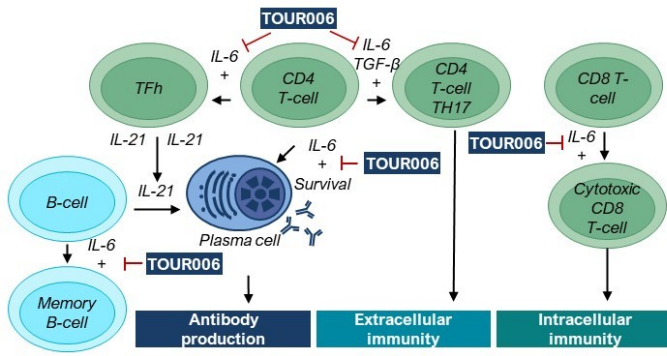 TOUR006
IL-6
+
IL-6
TGF-β
+
TFh
CD4
T-cell
CD4
T-cell
TH17
CD8 T-
cell
IL-21 IL-21
IL-6
+
Survival
TOUR006
TOUR006
IL-6
+
B-cell
IL-21
Cytotoxic
CD8
T-cell
Plasma cell
IL-6
+
TOUR006
Memory
B-cell
Antibody
production
Extracellular
immunity
Intracellular
immunity